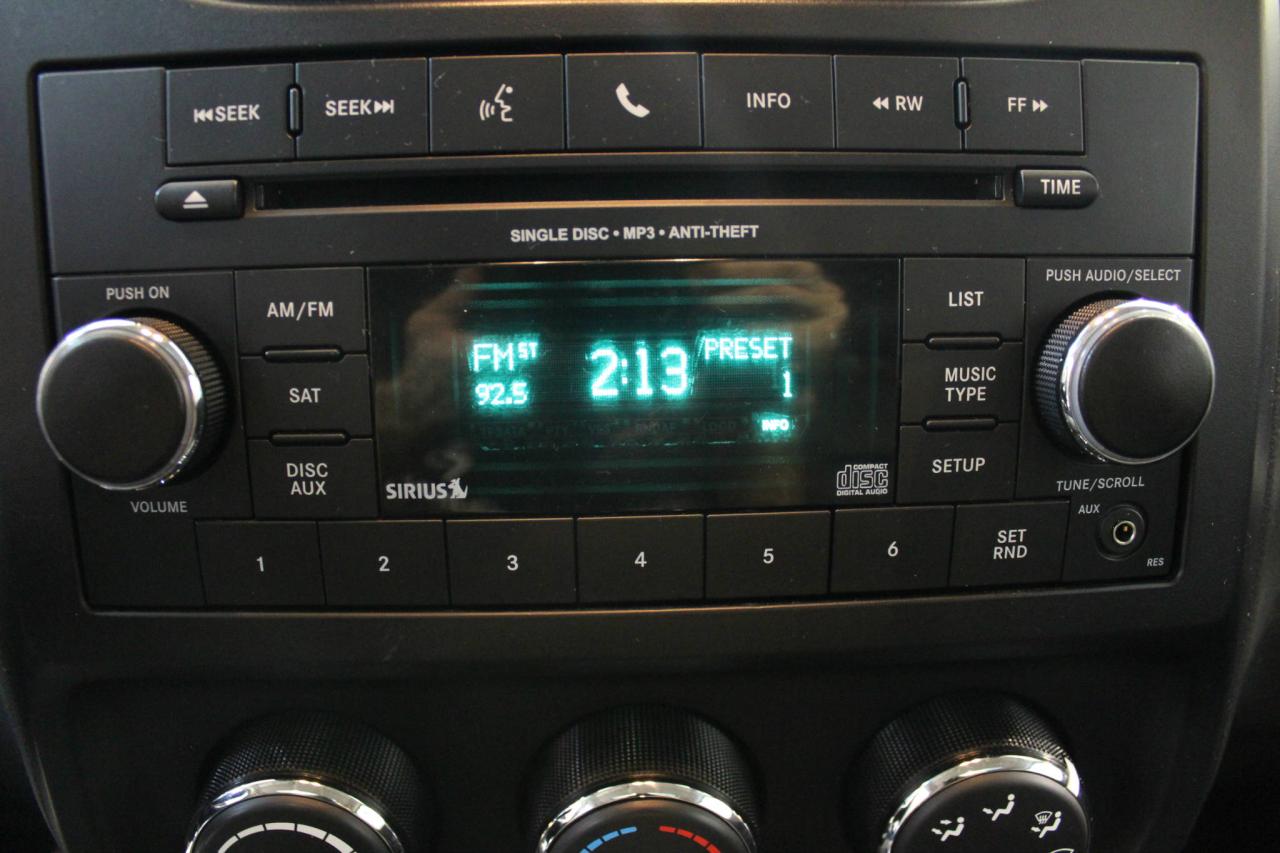 SEEK SEEK INFO RW FF
TIME
SINGLE DISC • MP3 • ANTI-THEFT
PUSH ON
AM/FM
SAT
DISC
AUX
VOLUME
FM ST 2:13 PRESET
92.5 1
INFO
SIRIUS
COMPACT
disc
DIGITAL AUDIO
LIST
MUSIC
TYPE
SETUP
PUSH AUDIO/SELECT
TUNE/SCROLL
AUX
RES
1 2 3 4 5 6 SET
RND